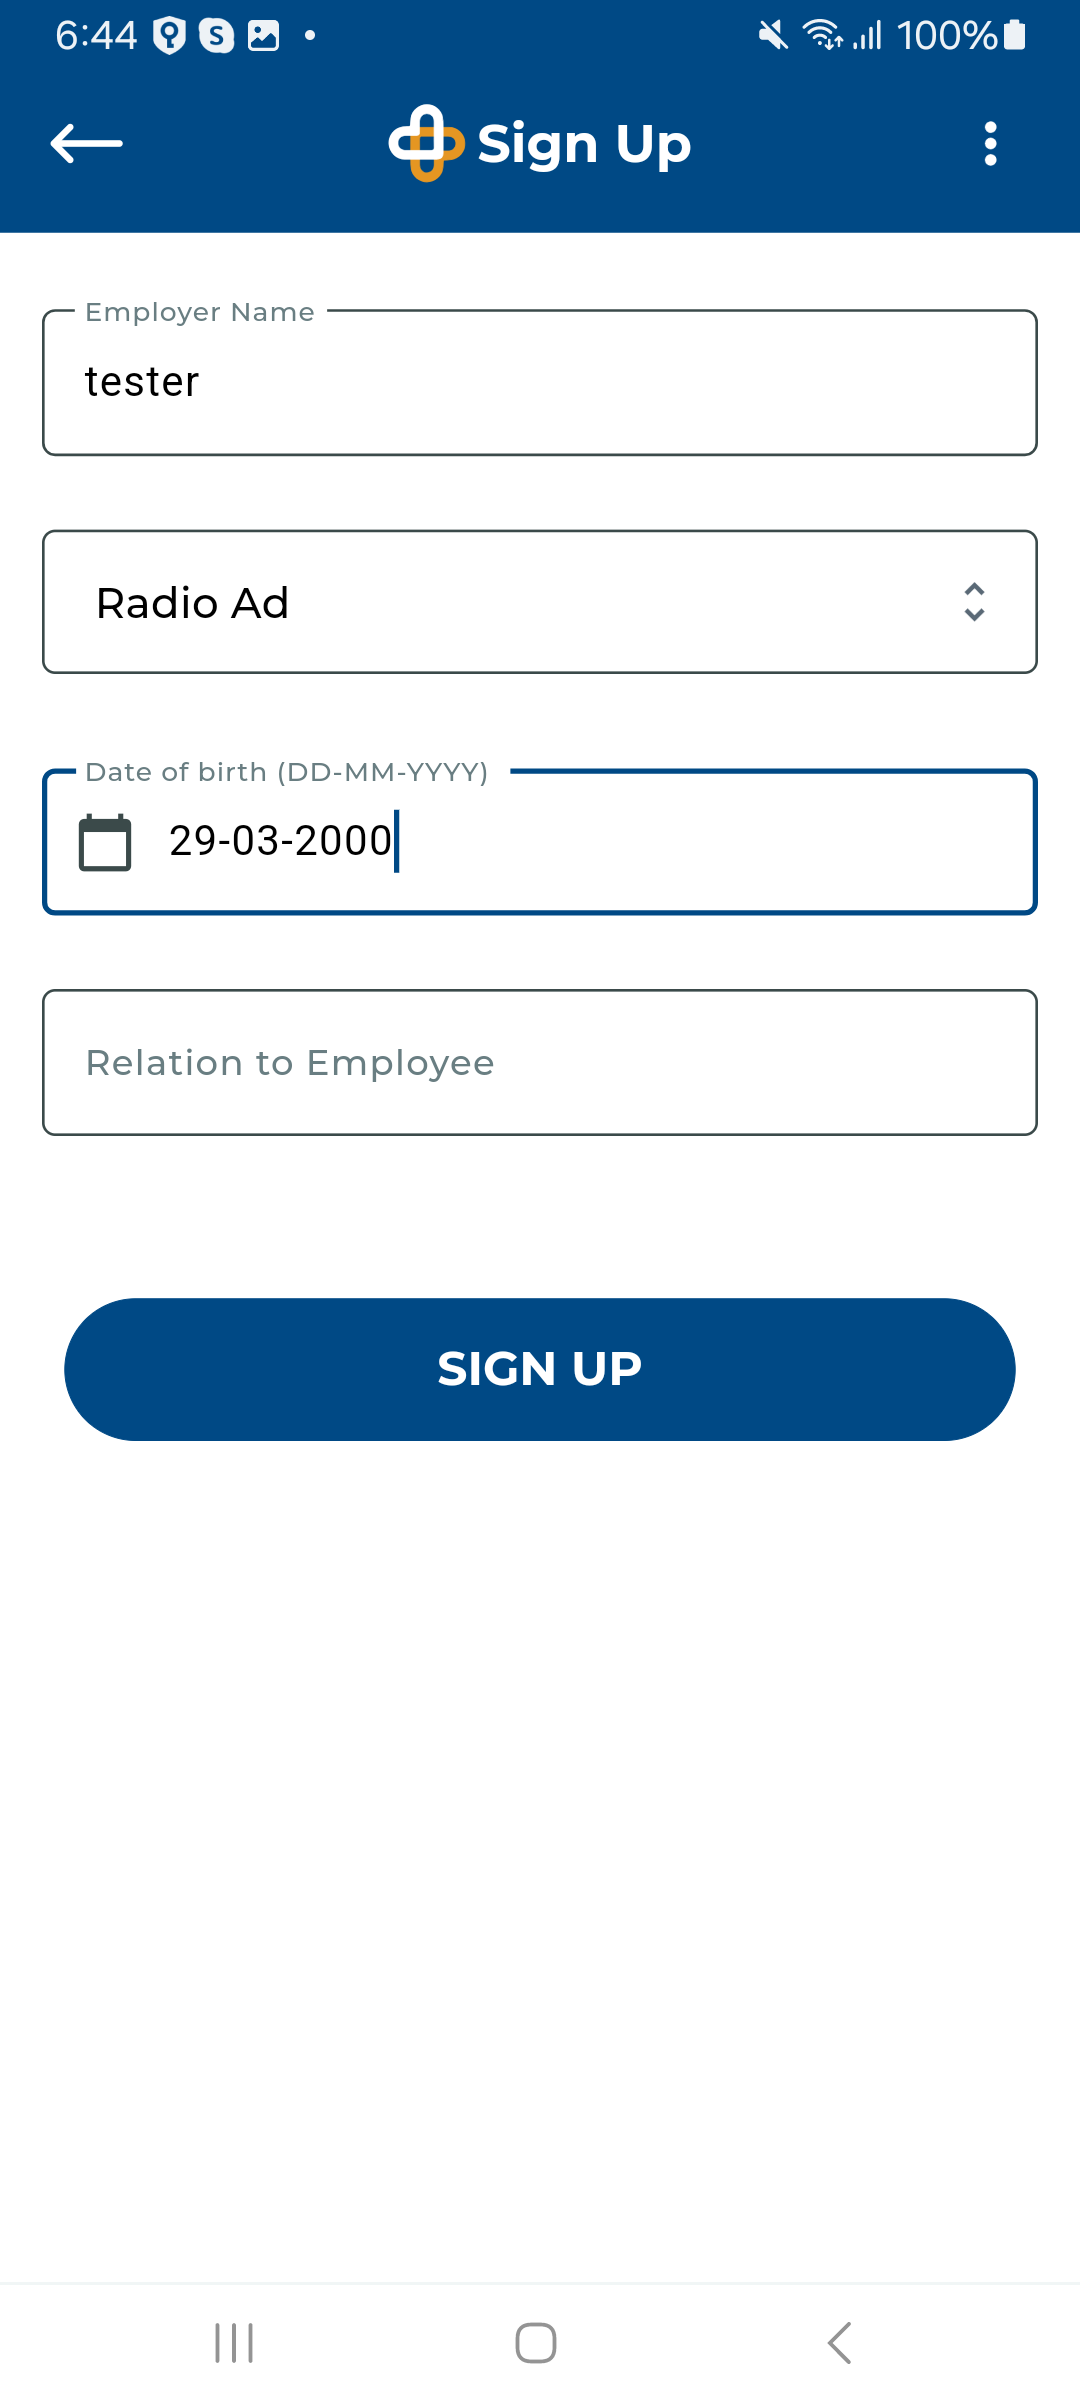 6:44 S 100%
Sign Up
Employer Name
tester
Radio Ad
Date of birth (DD-MM-YYYY)
29-03-2000
Relation to Employee
SIGN UP